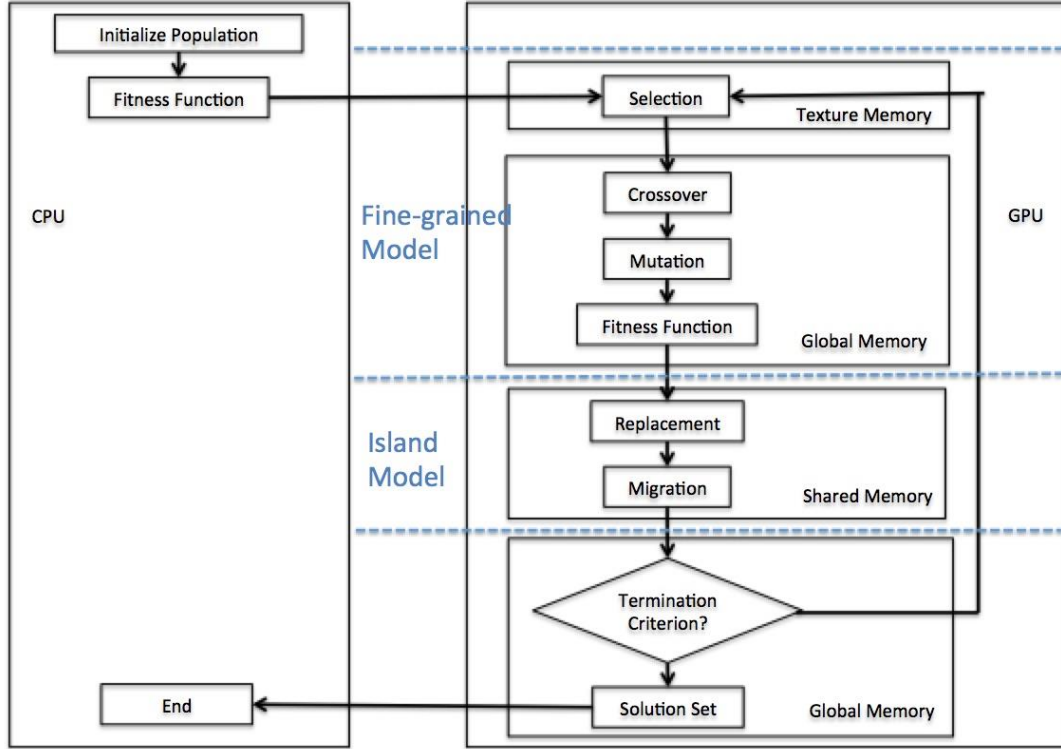 Initialize Population
Fitness Function
Selection
Texture Memory
CPU
Fine-grained
Model
Crossover
GPU
Mutation
Fitness Function
Global Memory
Island
Model
Replacement
Migration
Shared Memory
Termination
Criterion?
End
Solution Set
Global Memory